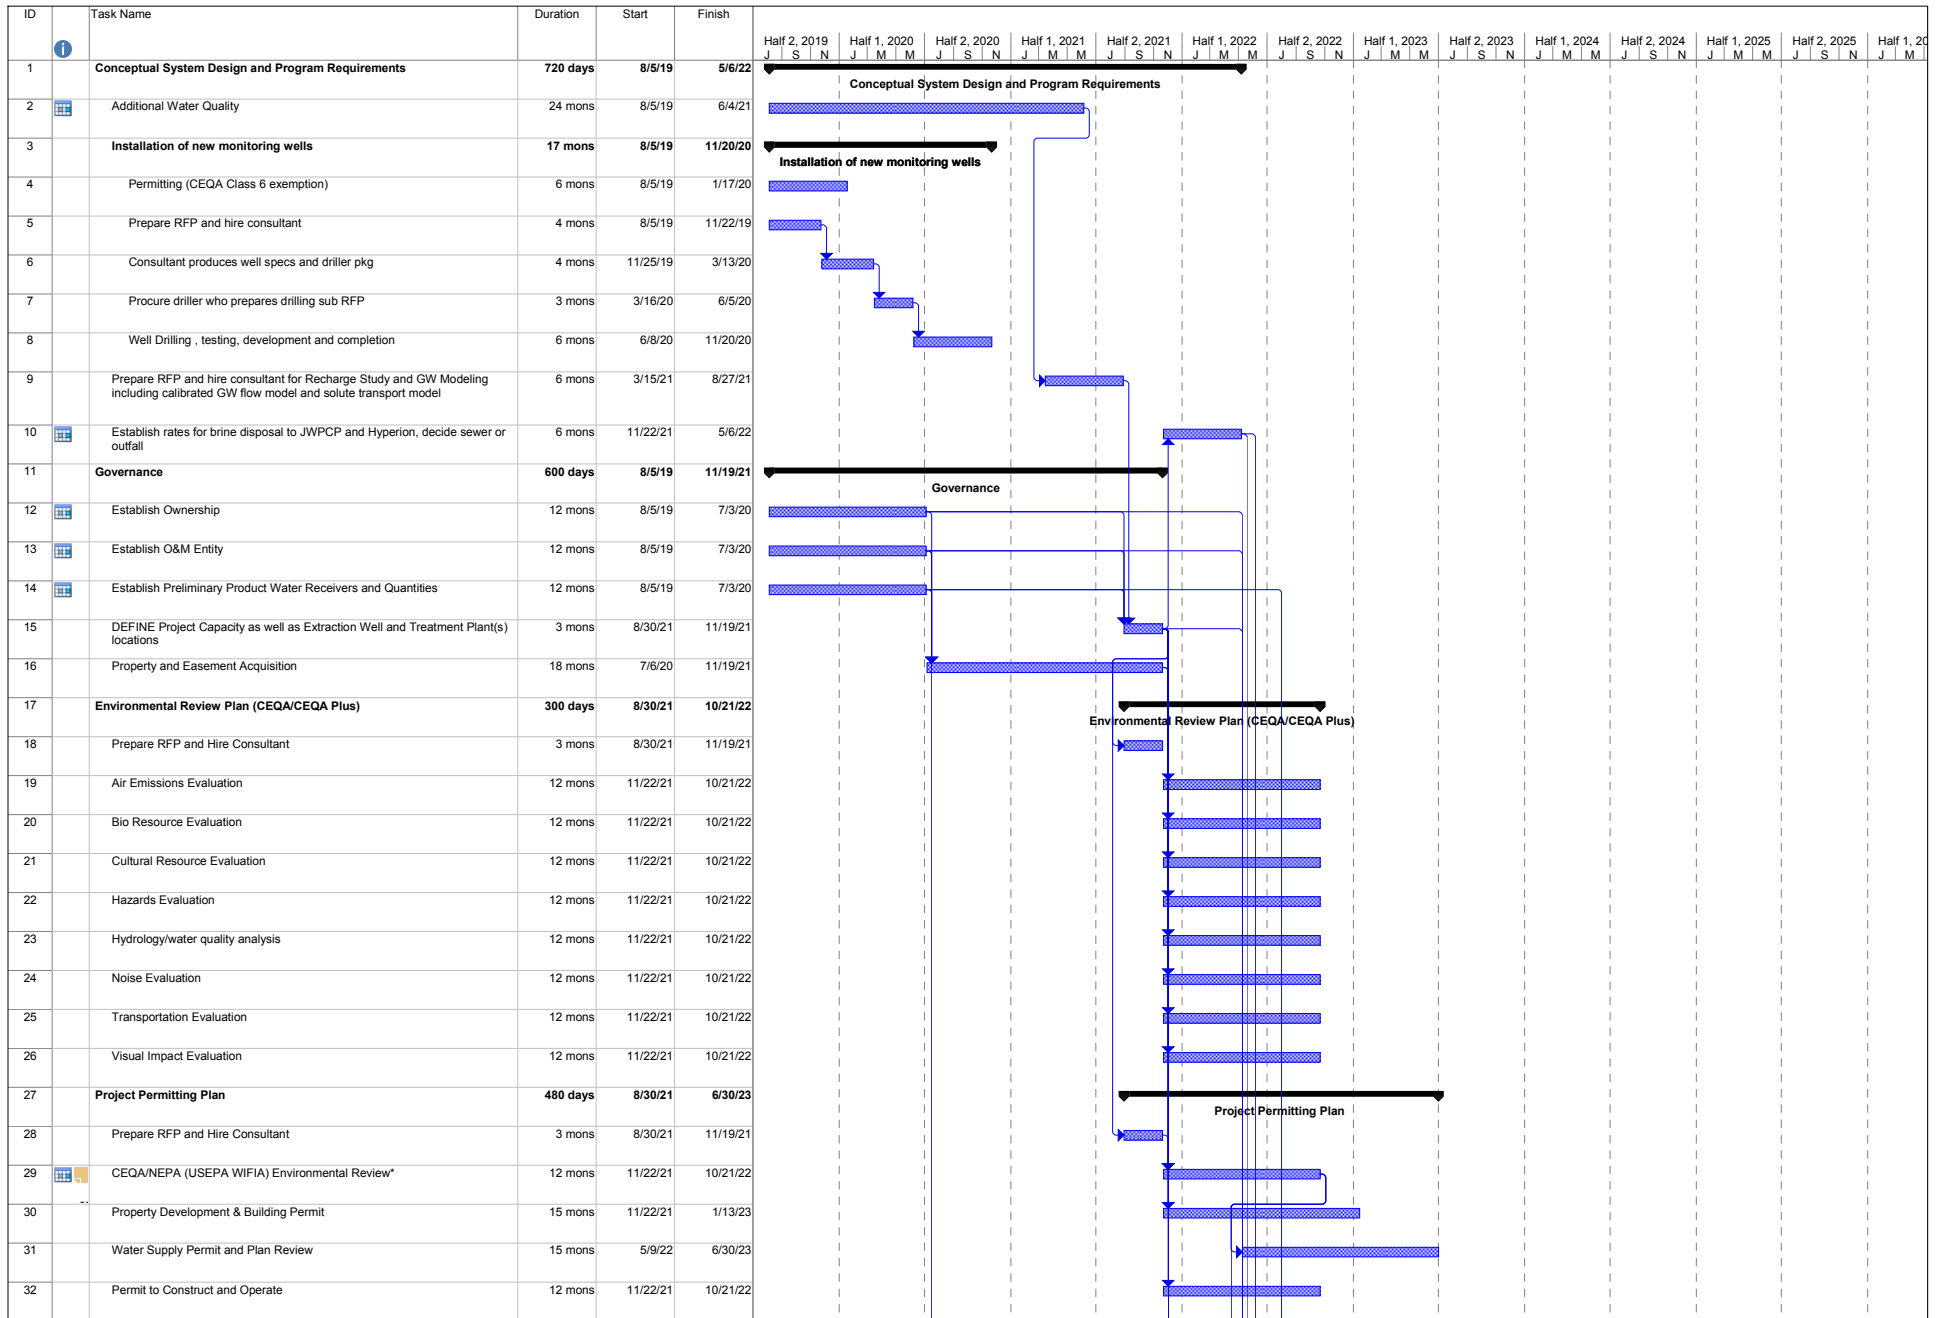 ID Task Name Duration Start Finish
Half 2, 2019 Half 1, 2020 Half 2, 2020 Half 1, 2021 Half 2, 2021 Half 1, 2022 Half 2, 2022 Half 1, 2023 Half 2, 2023 Half 1, 2024 Half 2, 2024 Half 1, 2025 Half 2, 2025 Half 1, 20
J S N J M M J S N J M M J S N J M M J S N J M M J S N J M M J S N J M M J S N J M
1 Conceptual System Design and Program Requirements 720 days 8/5/19 5/6/22
Conceptual System Design and Program Requirements
2 Additional Water Quality 24 mons 8/5/19 6/4/21
3 Installation of new monitoring wells 17 mons 8/5/19 11/20/20
Installation of new monitoring wells
4 Permitting (CEQA Class 6 exemption) 6 mons 8/5/19 1/17/20
5 Prepare RFP and hire consultant 4 mons 8/5/19 11/22/19
6 Consultant produces well specs and driller pkg 4 mons 11/25/19 3/13/20
7 Procure driller who prepares drilling sub RFP 3 mons 3/16/20 6/5/20
8 Well Drilling , testing, development and completion 6 mons 6/8/20 11/20/20
9 Prepare RFP and hire consultant for Recharge Study and GW Modeling 6 mons 3/15/21 8/27/21
including calibrated GW flow model and solute transport model
10 Establish rates for brine disposal to JWPCP and Hyperion, decide sewer or 6 mons 11/22/21 5/6/22
outfall
11 Governance 600 days 8/5/19 11/19/21
Governance
12 Establish Ownership 12 mons 8/5/19 7/3/20
13 Establish O&M Entity 12 mons 8/5/19 7/3/20
14 Establish Preliminary Product Water Receivers and Quantities 12 mons 8/5/19 7/3/20
15 DEFINE Project Capacity as well as Extraction Well and Treatment Plant(s) 3 mons 8/30/21 11/19/21
locations
16 Property and Easement Acquisition 18 mons 7/6/20 11/19/21
17 Environmental Review Plan (CEQA/CEQA Plus) 300 days 8/30/21 10/21/22
Environmental Review Plan (CEQA/CEQA Plus)
18 Prepare RFP and Hire Consultant 3 mons 8/30/21 11/19/21
19 Air Emissions Evaluation 12 mons 11/22/21 10/21/22
20 Bio Resource Evaluation 12 mons 11/22/21 10/21/22
21 Cultural Resource Evaluation 12 mons 11/22/21 10/21/22
22 Hazards Evaluation 12 mons 11/22/21 10/21/22
23 Hydrology/water quality analysis 12 mons 11/22/21 10/21/22
24 Noise Evaluation 12 mons 11/22/21 10/21/22
25 Transportation Evaluation 12 mons 11/22/21 10/21/22
26 Visual Impact Evaluation 12 mons 11/22/21 10/21/22
27 Project Permitting Plan 480 days 8/30/21 6/30/23
Project Permitting Plan
28 Prepare RFP and Hire Consultant 3 mons 8/30/21 11/19/21
29 CEQA/NEPA (USEPA WIFIA) Environmental Review* 12 mons 11/22/21 10/21/22
30 Property Development & Building Permit 15 mons 11/22/21 1/13/23
31 Water Supply Permit and Plan Review 15 mons 5/9/22 6/30/23
32 Permit to Construct and Operate 12 mons 11/22/21 10/21/22